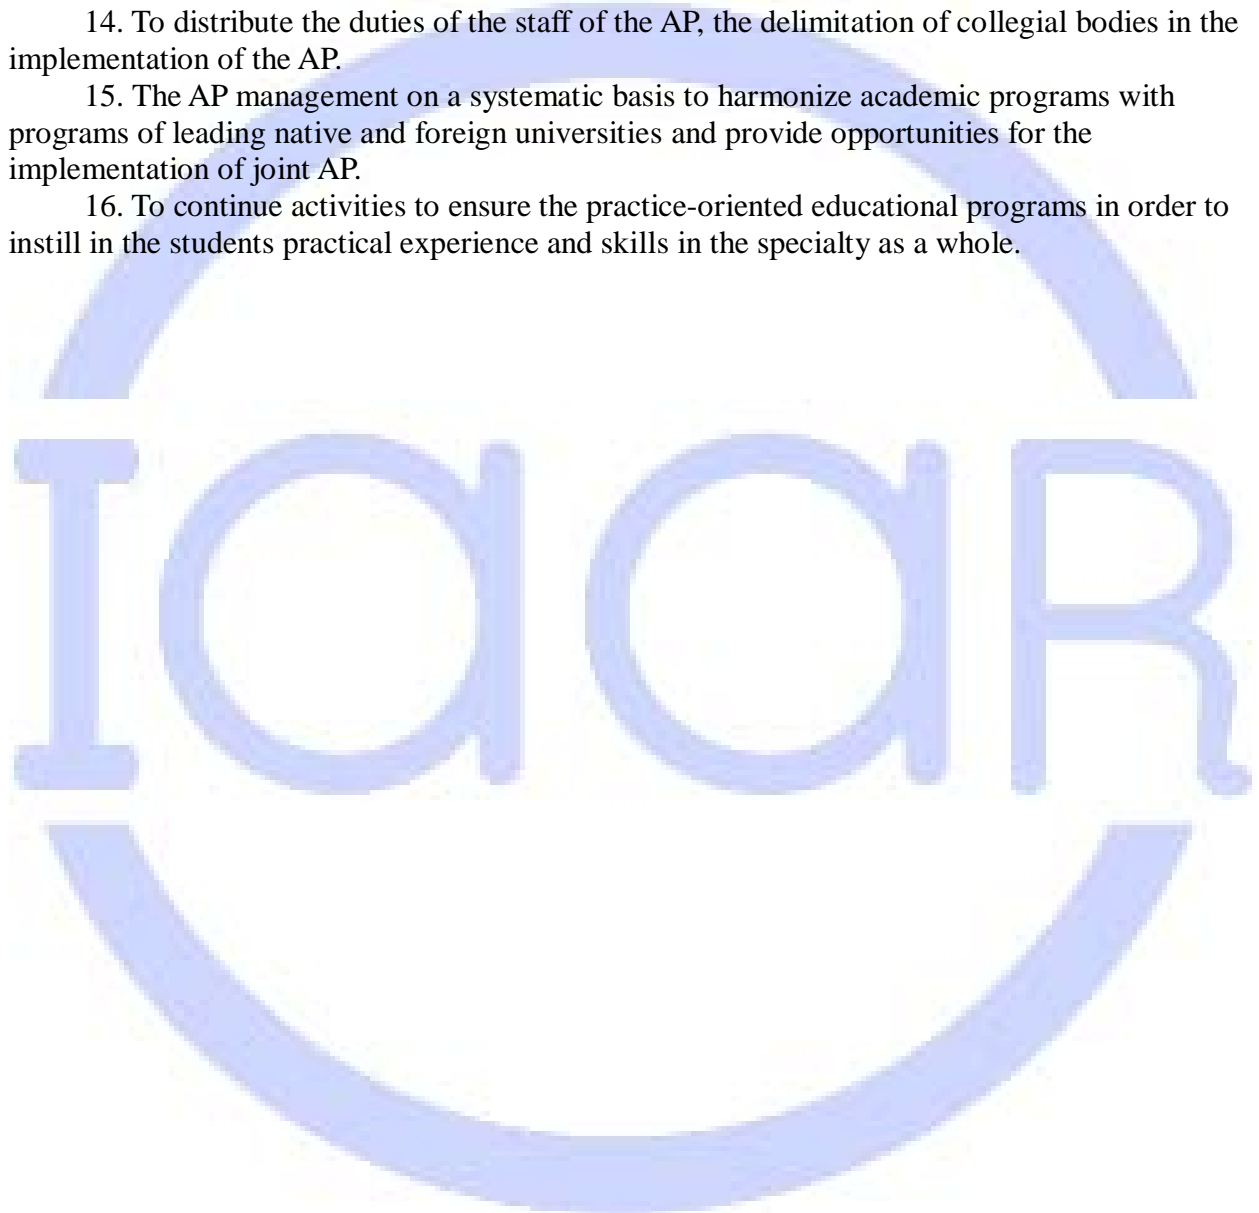 14. To distribute the duties of the staff of the AP, the delimitation of collegial bodies in the
implementation of the AP.
15. The AP management on a systematic basis to harmonize academic programs with
programs of leading native and foreign universities and provide opportunities for the
implementation of joint AP.
16. To continue activities to ensure the practice-oriented educational programs in order to
instill in the students practical experience and skills in the specialty as a whole.
IaaR